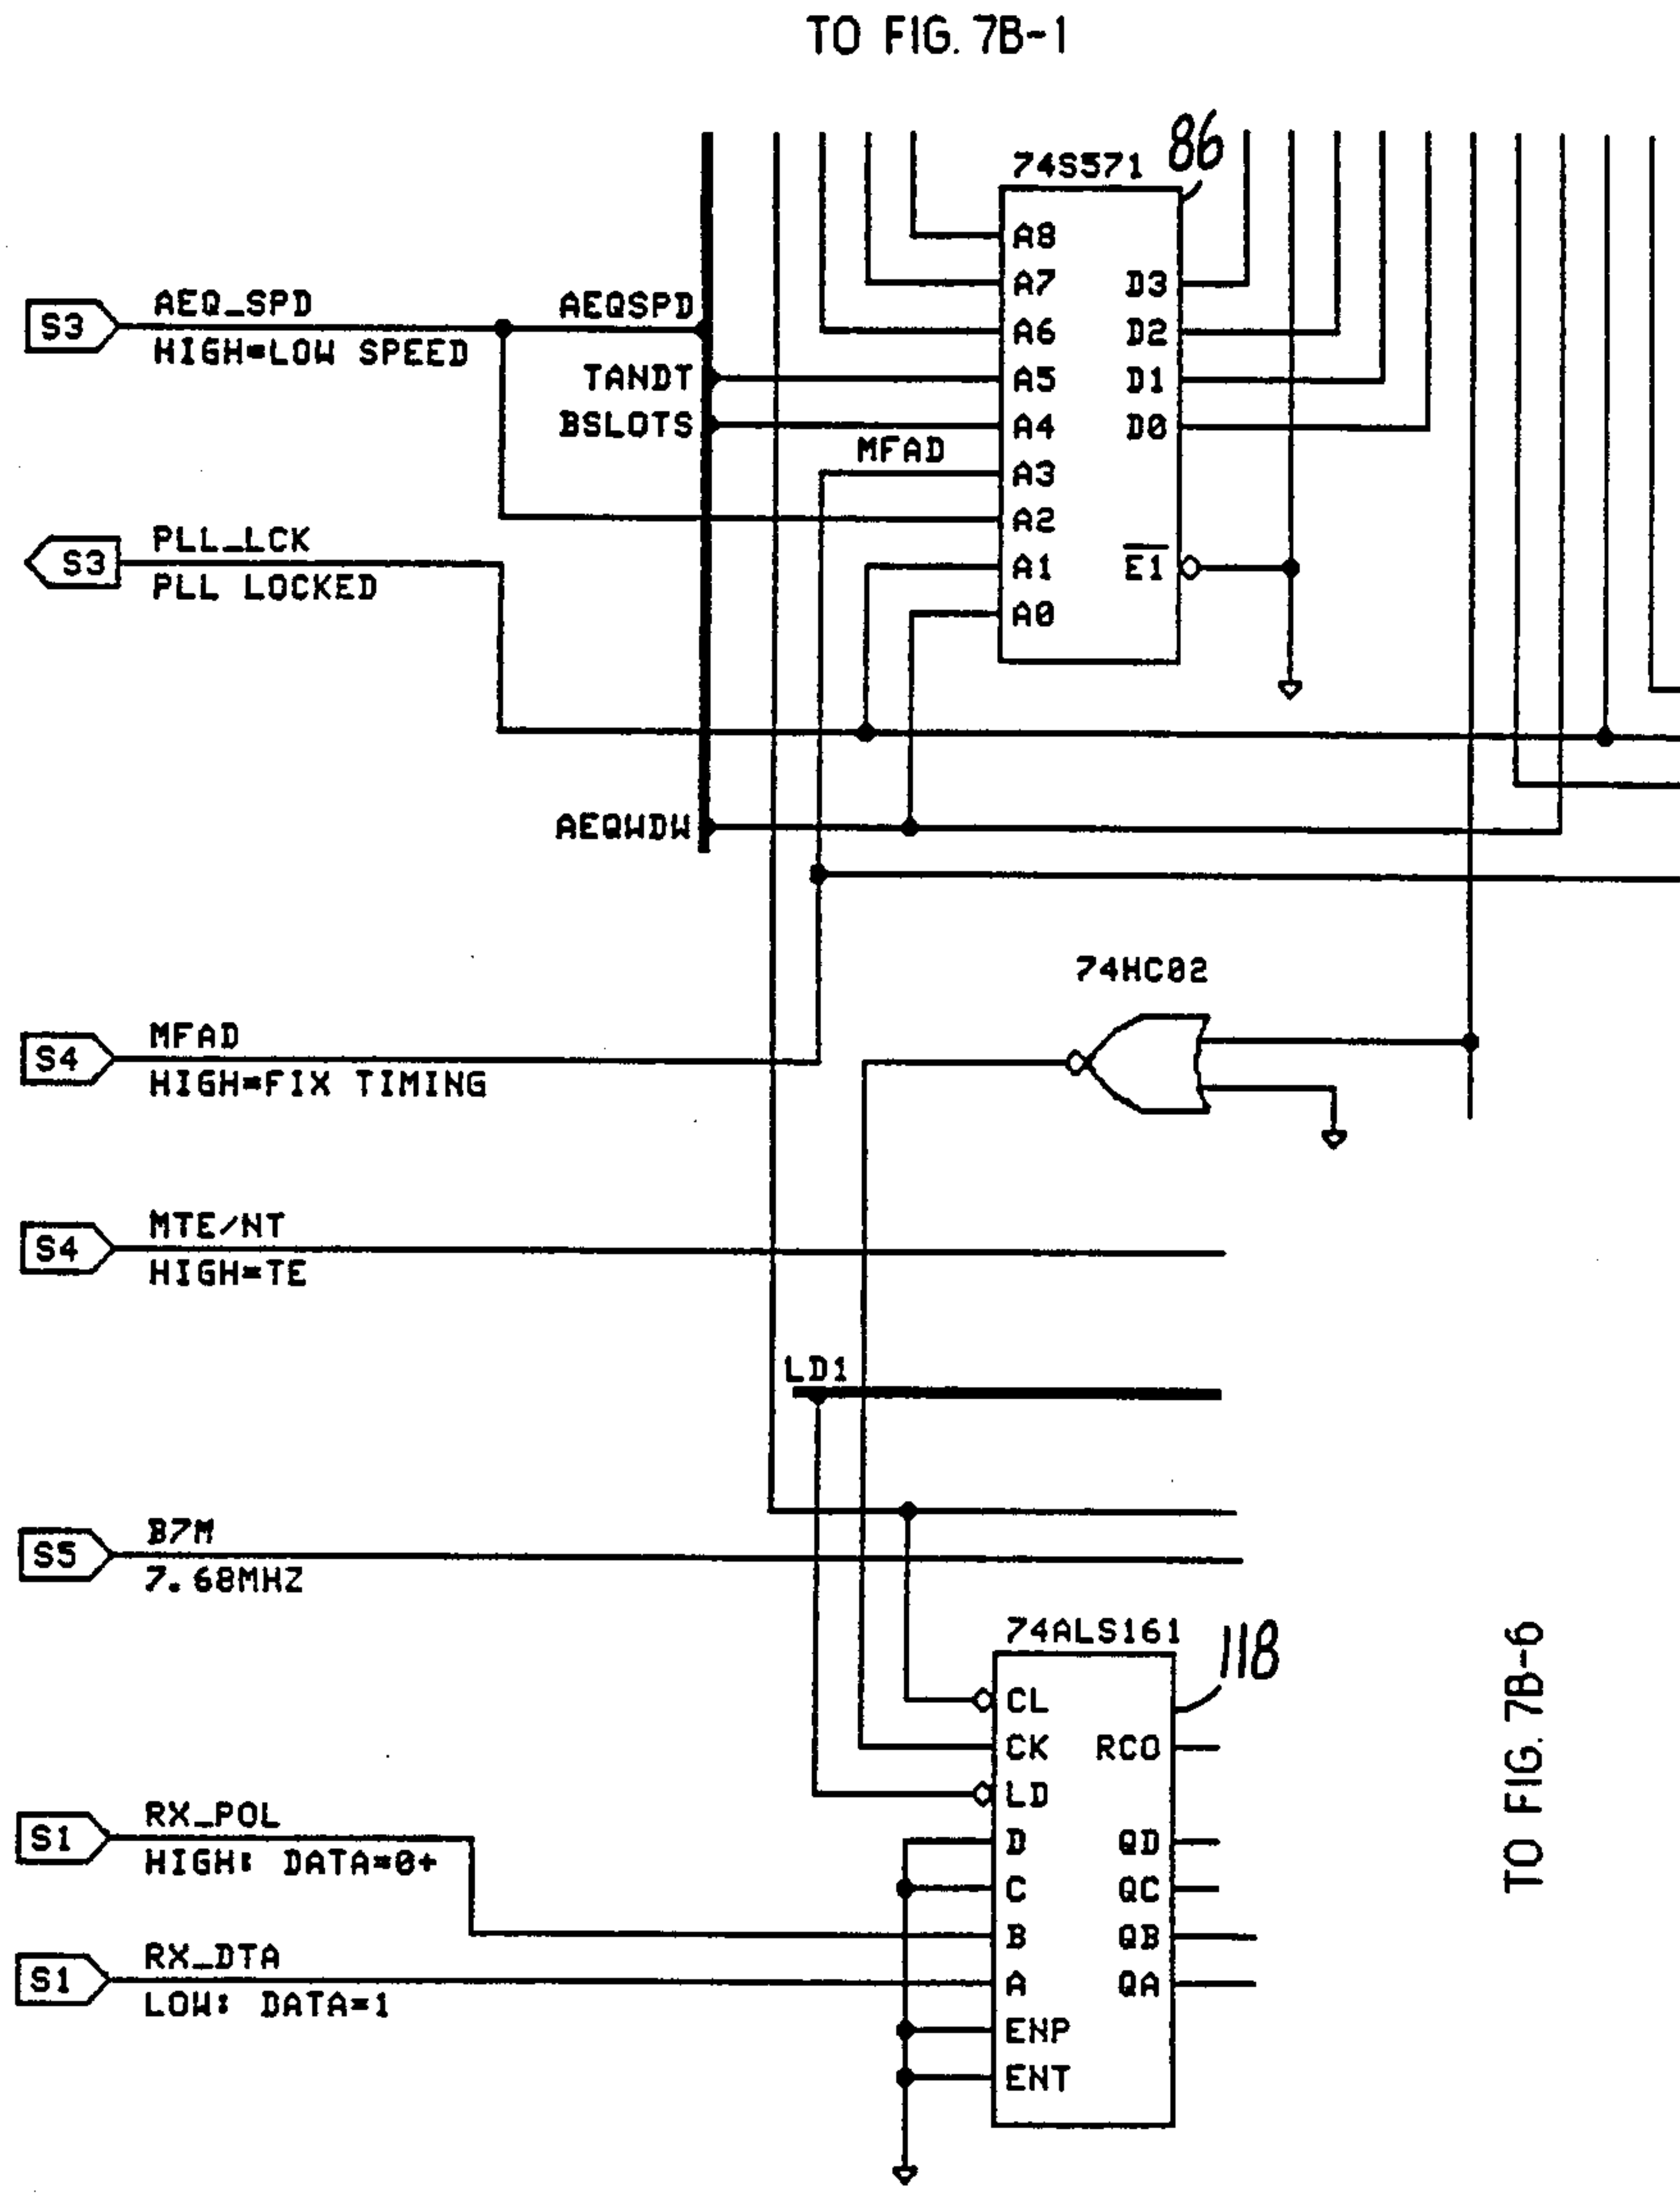 TO FIG. 7B-1
74S571
86
A8
A7
A6
A5
A4
A3
A2
A1
A0
D3
D2
D1
D0
E1
S3
AEQ_SPD
HIGH=LOW SPEED
AEQSPD
TANDT
BSLOTS
MFAD
S3
PLL_LCK
PLL LOCKED
AEQWDW
74HC02
S4
MFAD
HIGH=FIX TIMING
S4
MTE/NT
HIGH=TE
LD1
S5
B7M
7.68MHZ
74ALS161
118
CL
CK
LD
D
C
B
A
ENP
ENT
RCO
QD
QC
QB
QA
S1
RX_POL
HIGH: DATA=0+
S1
RX_DTA
LOW: DATA=1
TO FIG. 7B-6